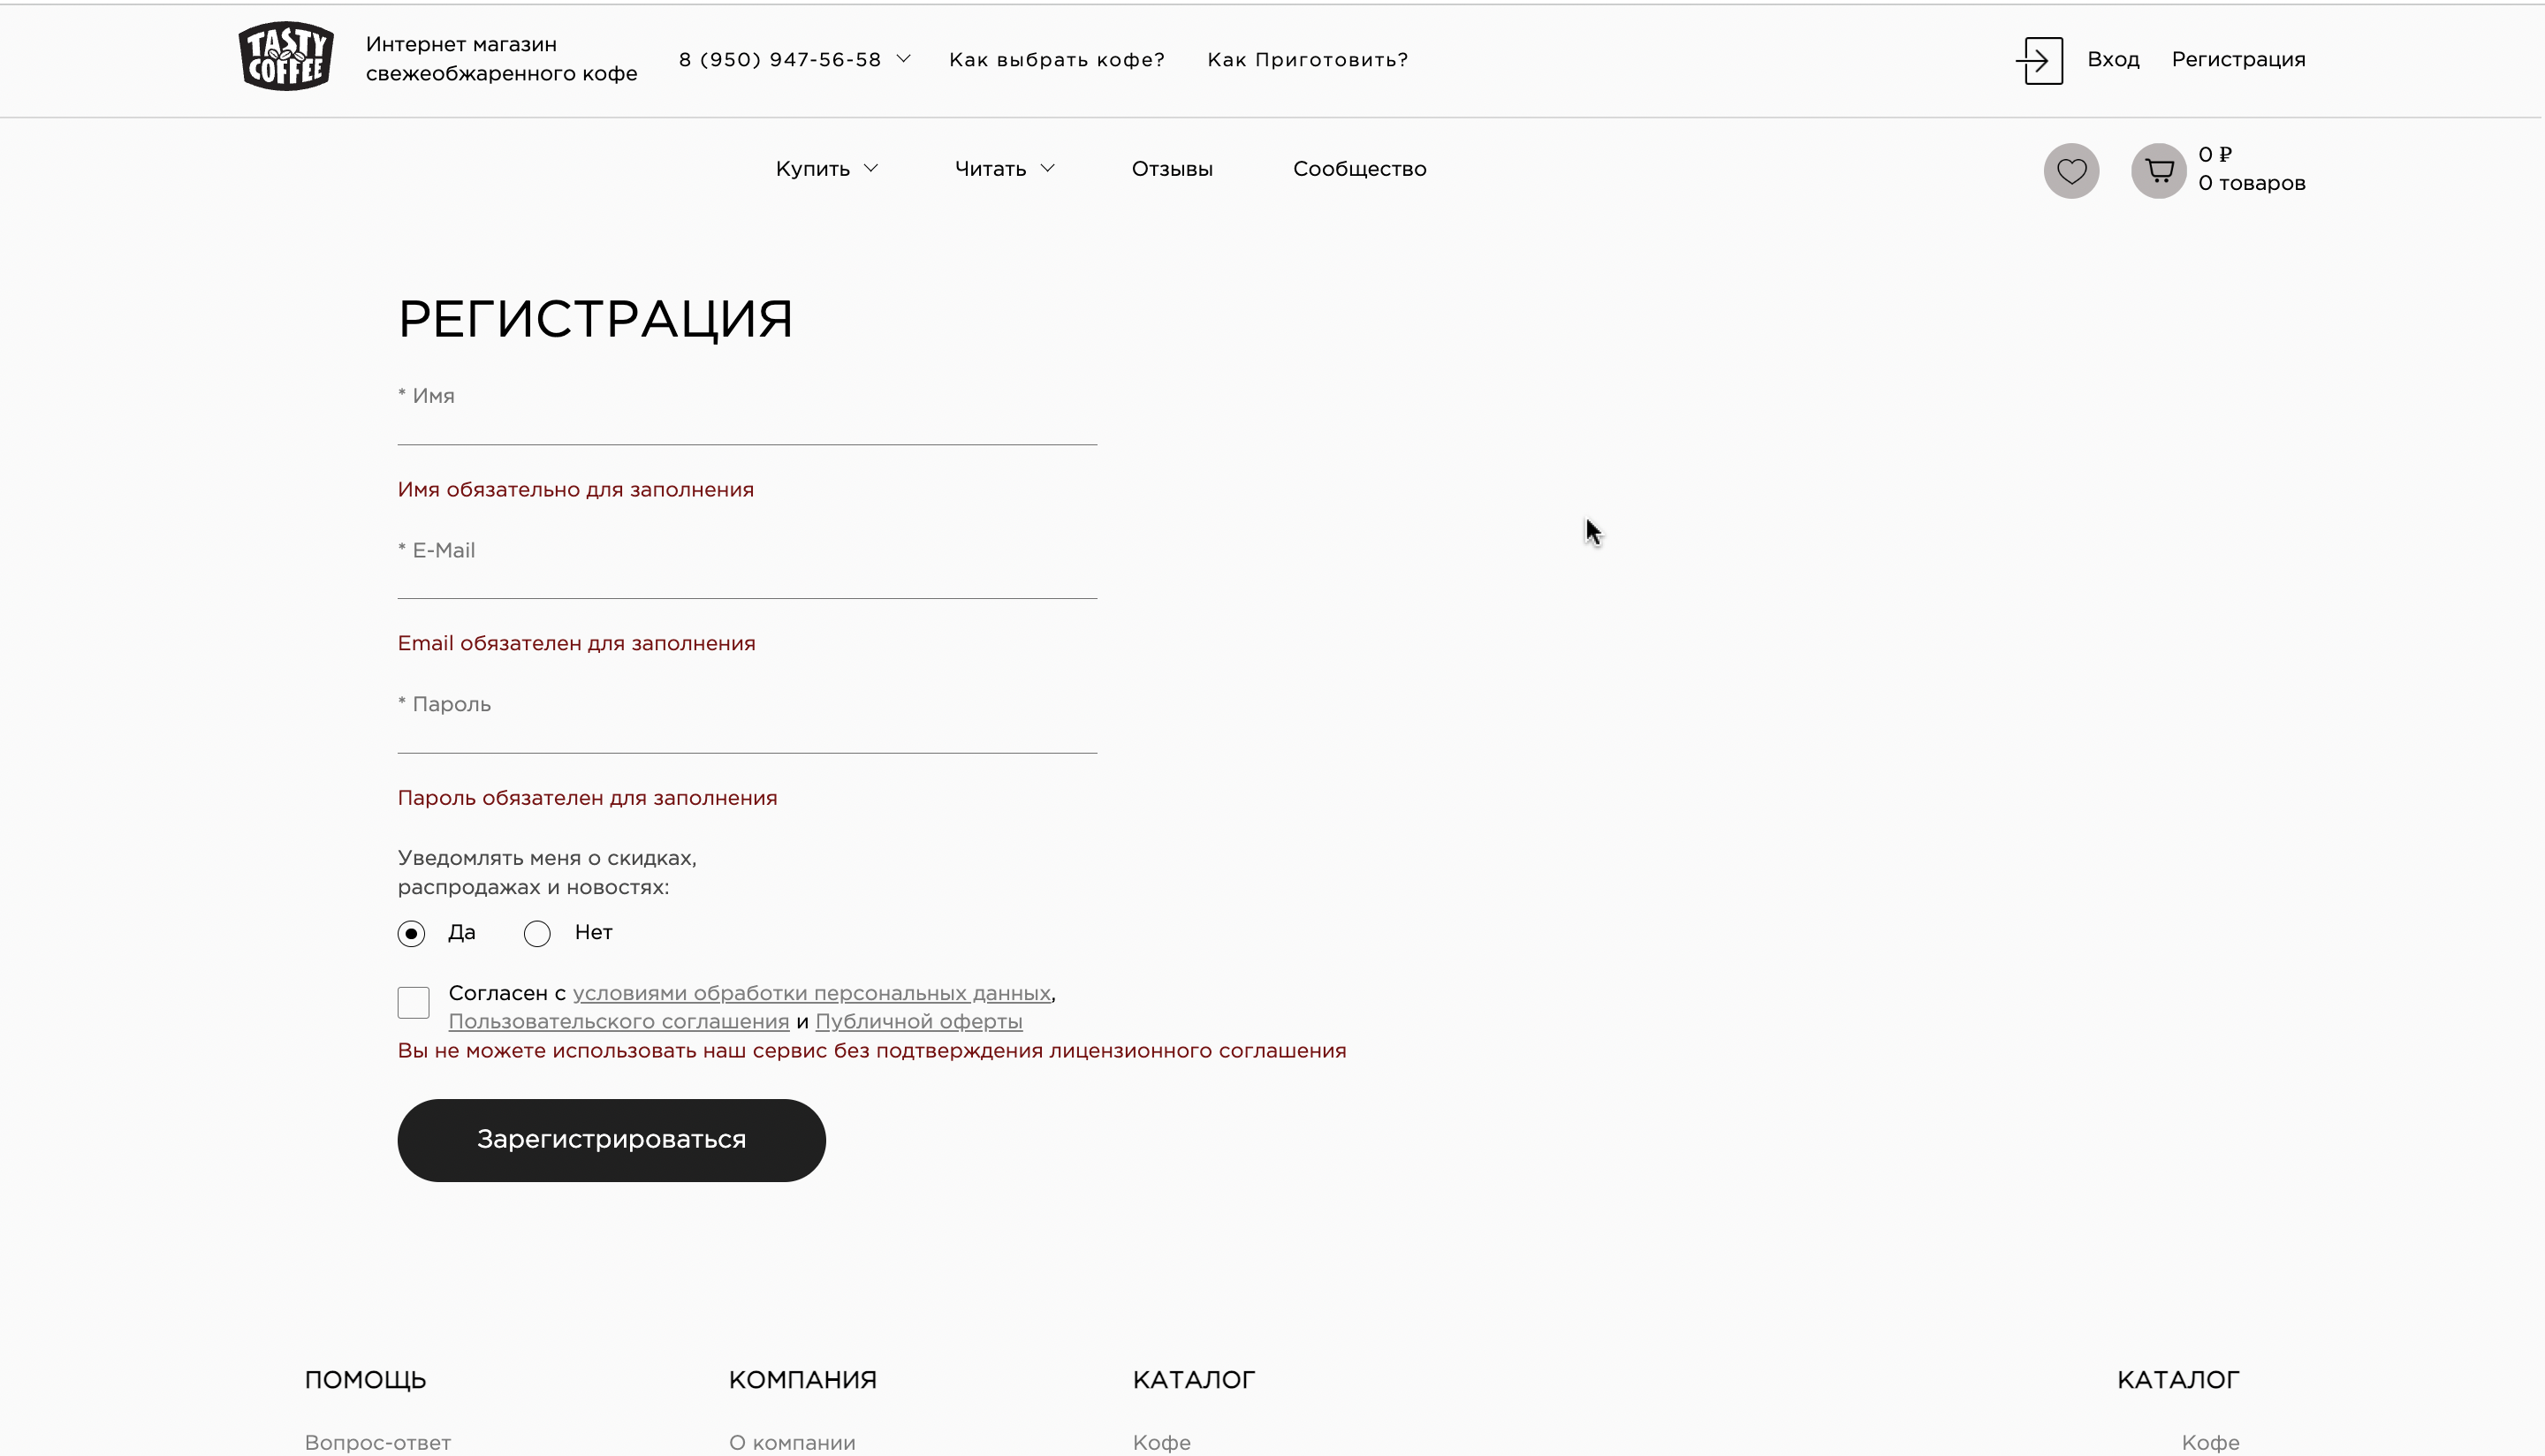 TASTY
COFFEE
Интернет магазин
свежеобжаренного кофе
8 (950) 947-56-58
Как выбрать кофе?
Как Приготовить?
Вход
Регистрация
Купить
Читать
Отзывы
Сообщество
0 ₽
0 товаров
РЕГИСТРАЦИЯ
* Имя
Имя обязательно для заполнения
* E-Mail
Email обязателен для заполнения
* Пароль
Пароль обязателен для заполнения
Уведомлять меня о скидках,
распродажах и новостях:
Да
Нет
Согласен с условиями обработки персональных данных,
Пользовательского соглашения и Публичной оферты
Вы не можете использовать наш сервис без подтверждения лицензионного соглашения
Зарегистрироваться
ПОМОЩЬ
КОМПАНИЯ
КАТАЛОГ
КАТАЛОГ
Вопрос-ответ
О компании
Кофе
Кофе